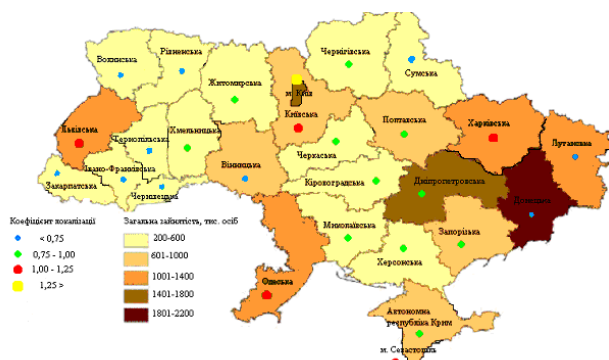 Волинська
Рівненська
Житомирська
Чернігівська
Сумська
м. Київ
Київська
Львівська
Тернопільська
Хмельницька
Полтавська
Харківська
Луганська
Івано-Франківська
Вінницька
Черкаська
Закарпатська
Чернівецька
Кіровоградська
Дніпропетровська
Донецька
Миколаївська
Запорізька
Одеська
Херсонська
Автономна
республіка Крим
м. Севастополь
Коефіцієнт локалізації
< 0,75
0,75 - 1,00
1,00 - 1,25
1,25 >
Загальна зайнятість, тис. осіб
200-600
601-1000
1001-1400
1401-1800
1801-2200